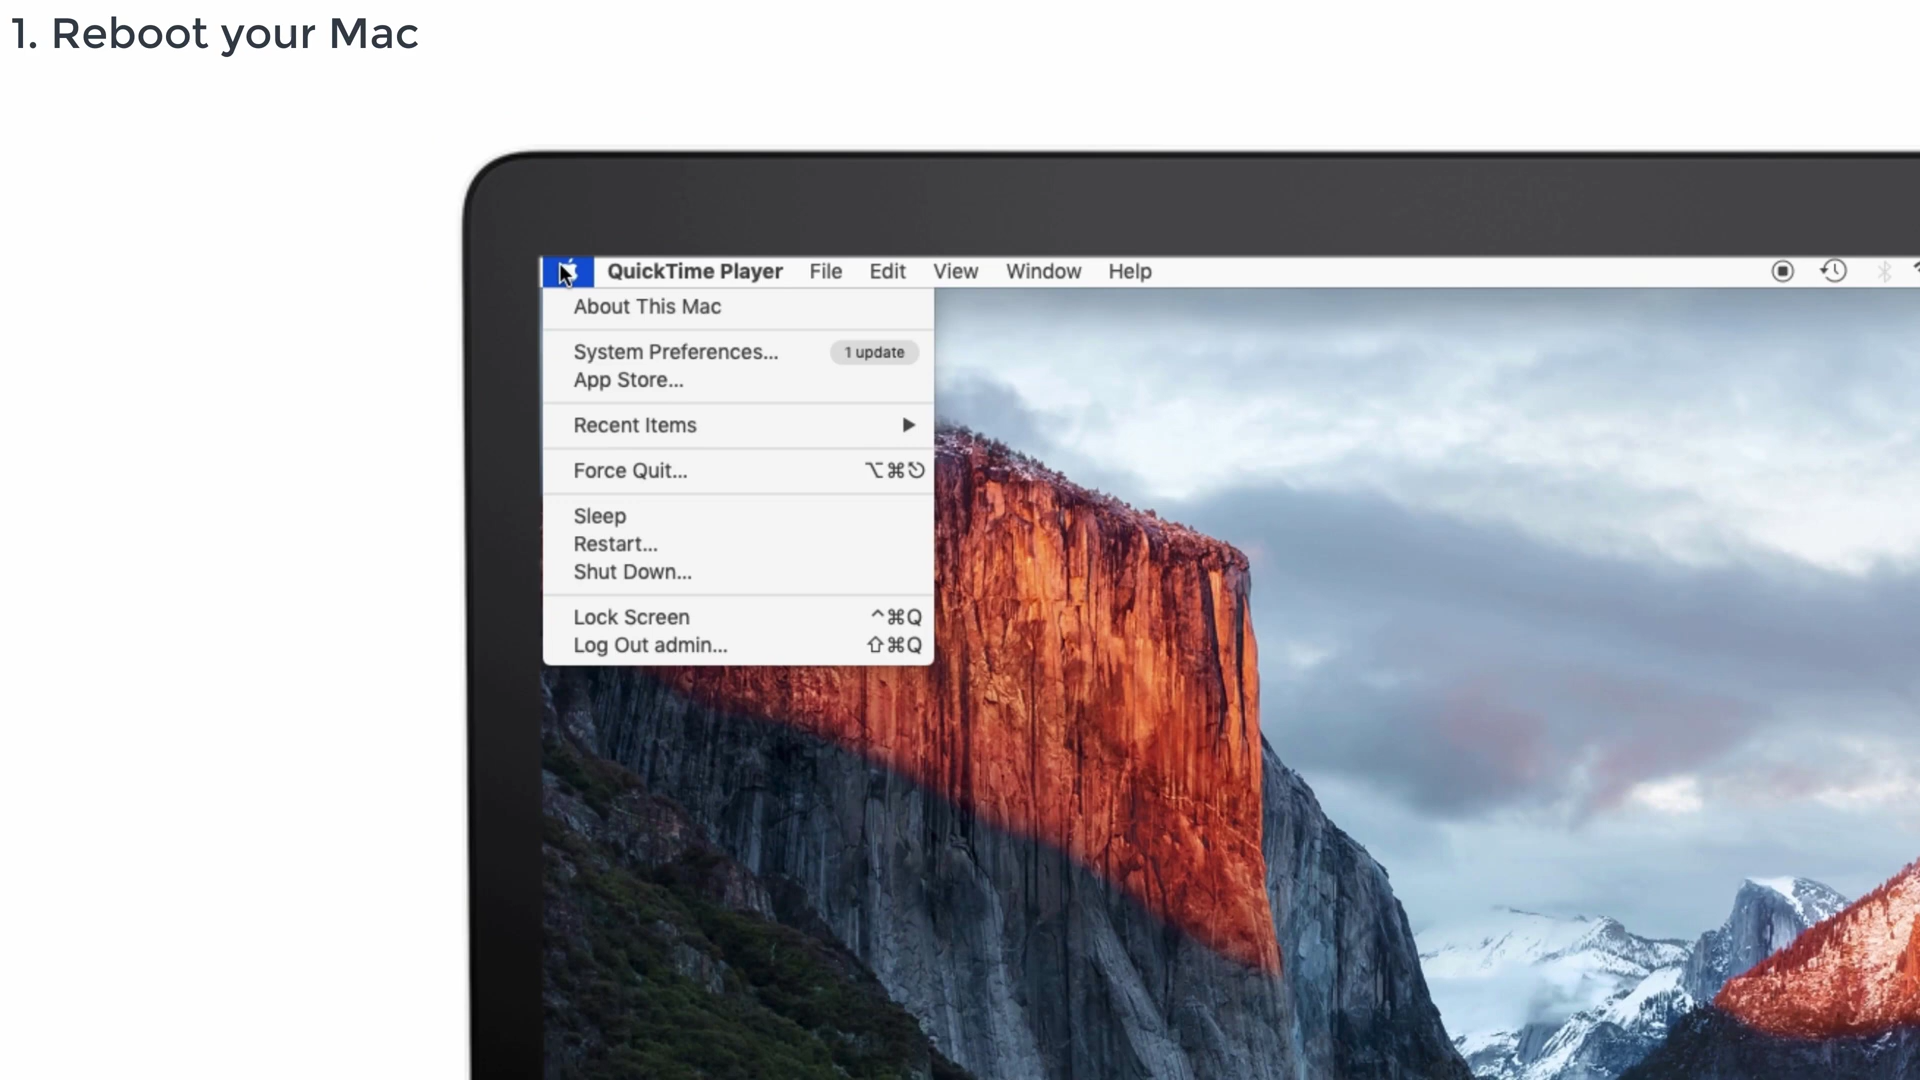 1. Reboot your Mac
QuickTime Player File Edit View Window Help
About This Mac
System Preferences... 1 update
App Store...
Recent Items ▶
Force Quit... ⌥⌘⎋
Sleep
Restart...
Shut Down...
Lock Screen ^⌘Q
Log Out admin... ⇧⌘Q